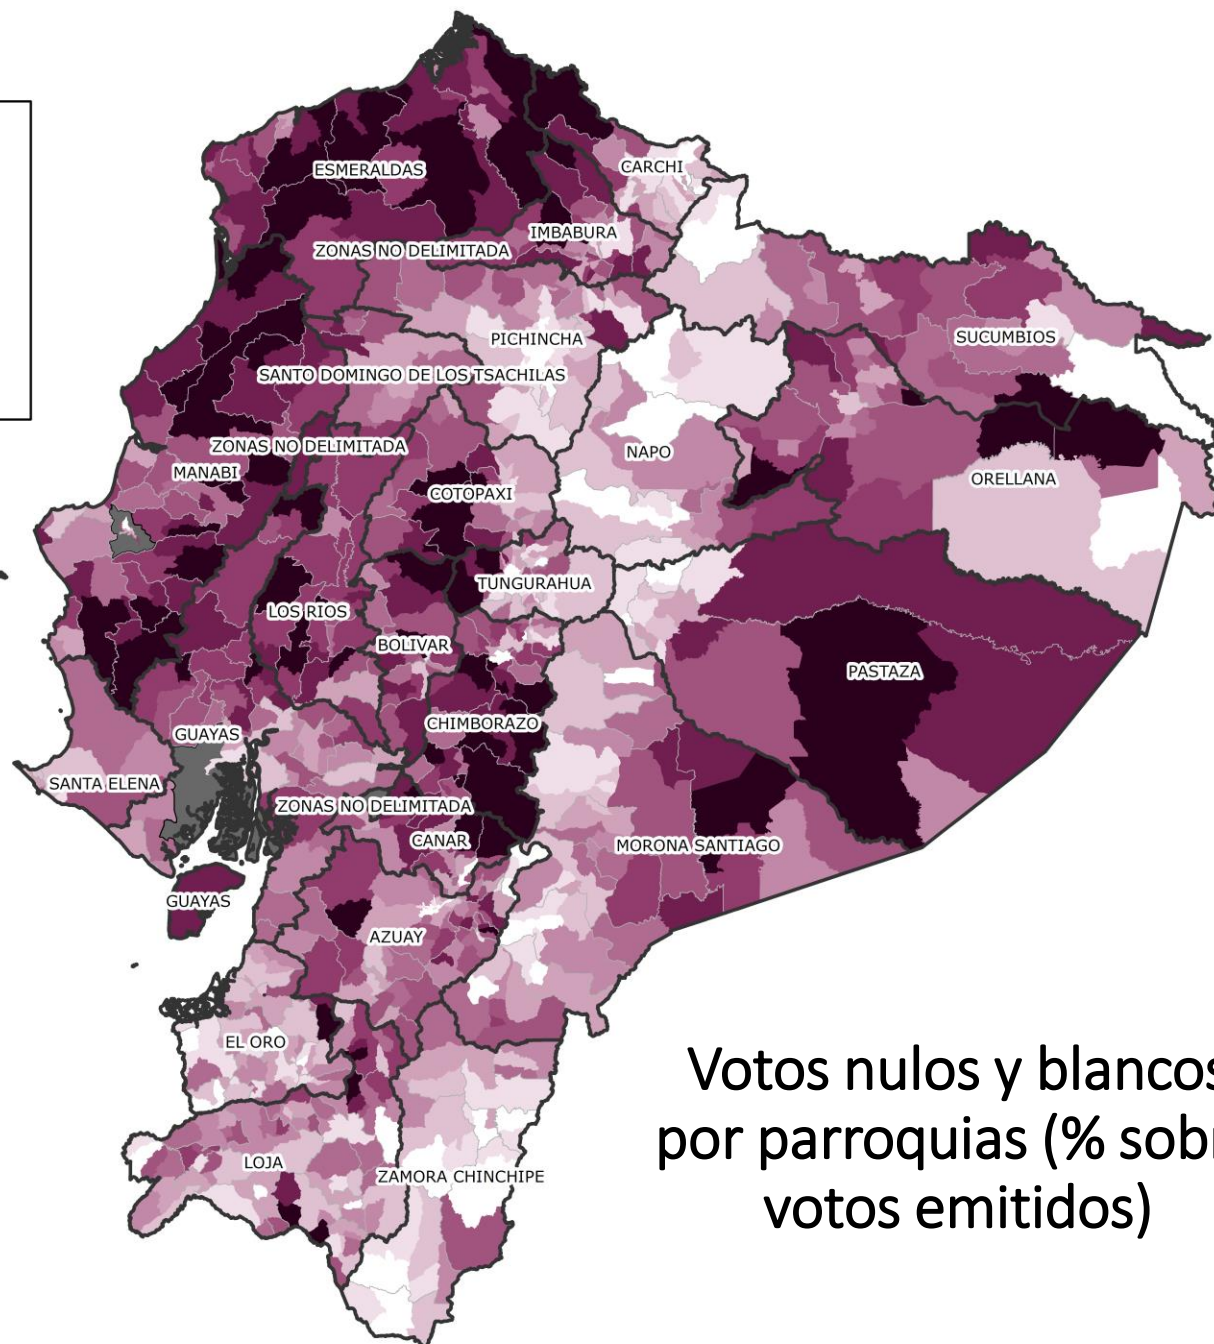 ESMERALDAS
CARCHI
IMBABURA
ZONAS NO DELIMITADA
PICHINCHA
SUCUMBIOS
SANTO DOMINGO DE LOS TSACHILAS
ZONAS NO DELIMITADA
MANABI
NAPO
COTOPAXI
ORELLANA
TUNGURAHUA
LOS RIOS
BOLIVAR
PASTAZA
CHIMBORAZO
GUAYAS
SANTA ELENA
ZONAS NO DELIMITADA
CANAR
MORONA SANTIAGO
GUAYAS
AZUAY
EL ORO
LOJA
ZAMORA CHINCHIPE
Votos nulos y blancos
por parroquias (% sobr
votos emitidos)